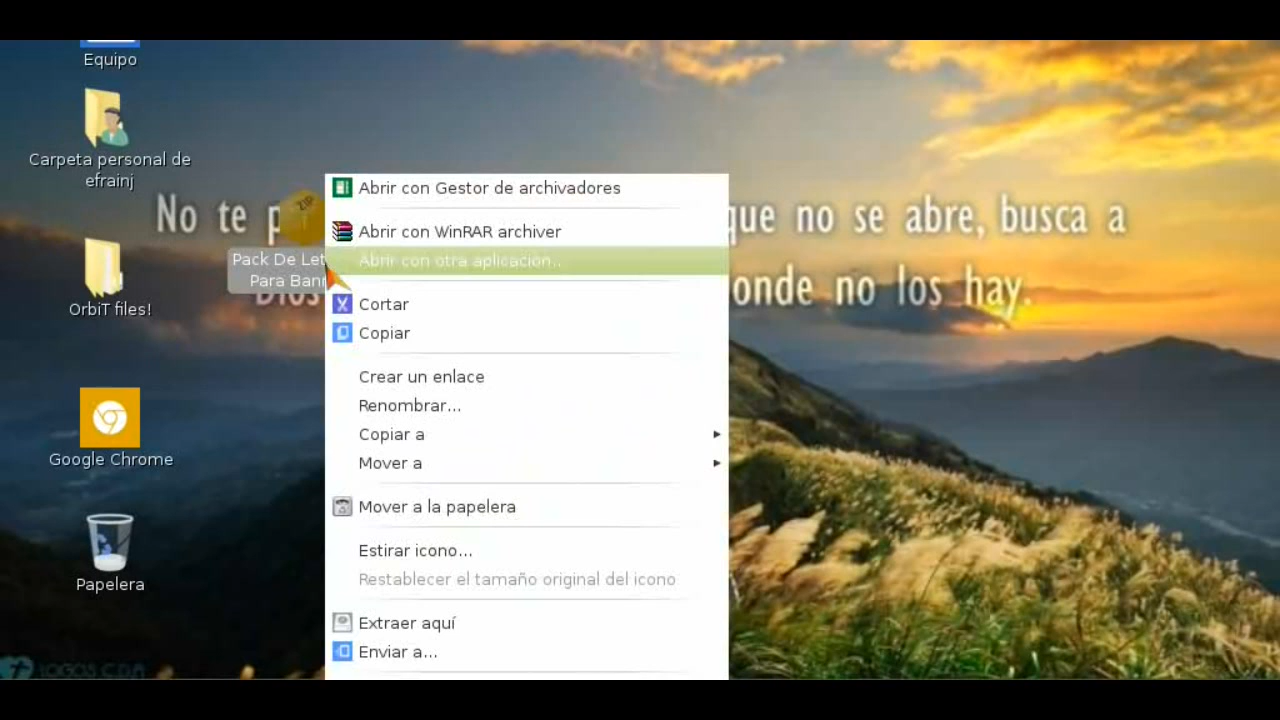 Equipo
Carpeta personal de
efrainj
OrbiT files!
Google Chrome
Papelera
No te
que no se abre, busca a
Dios
onde no los hay.
ZIP
Pack De Let
Para Bann
Abrir con Gestor de archivadores
Abrir con WinRAR archiver
Abrir con otra aplicación...
Cortar
Copiar
Crear un enlace
Renombrar...
Copiar a
Mover a
Mover a la papelera
Estirar icono...
Restablecer el tamaño original del icono
Extraer aquí
Enviar a...
LOGOS C.D.A